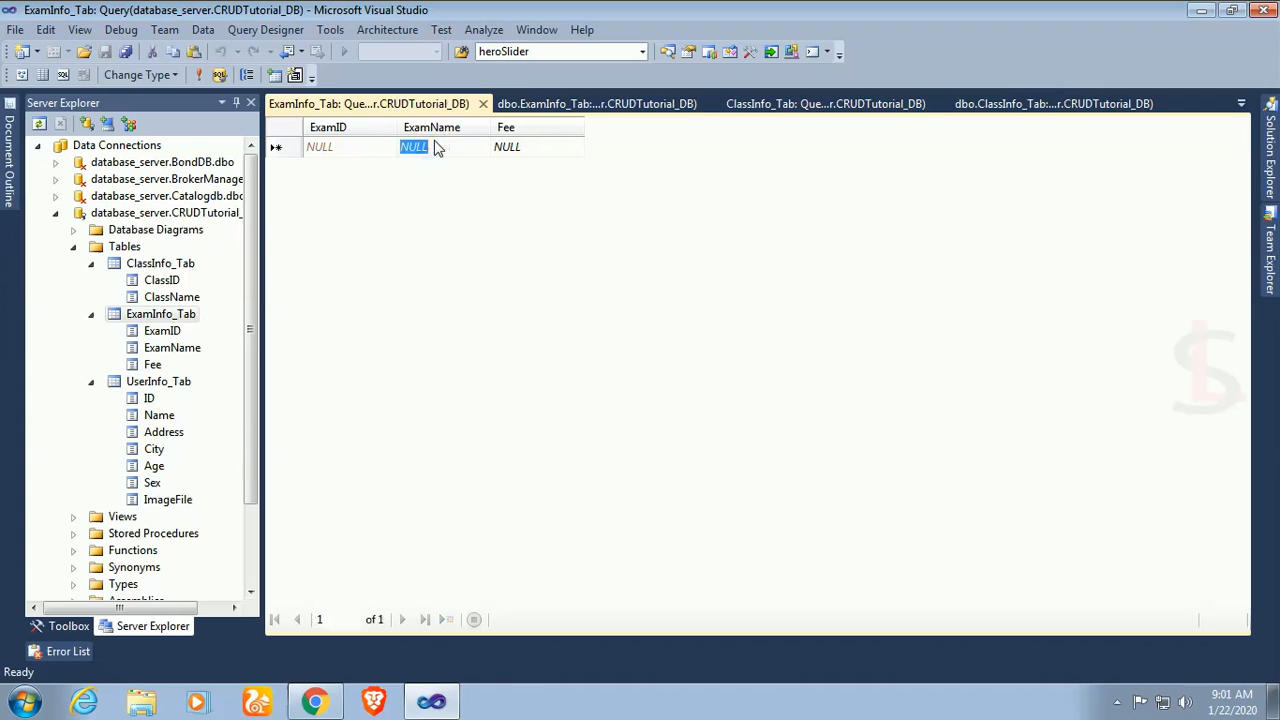 ExamInfo_Tab: Query(database_server.CRUDTutorial_DB) - Microsoft Visual Studio
File Edit View Debug Team Data Query Designer Tools Architecture Test Analyze Window Help
heroSlider
Change Type
Server Explorer
ExamInfo_Tab: Que...r.CRUDTutorial_DB)
dbo.ExamInfo_Tab:...r.CRUDTutorial_DB)
ClassInfo_Tab: Que...r.CRUDTutorial_DB)
dbo.ClassInfo_Tab:...r.CRUDTutorial_DB)
Document Outline
Data Connections
database_server.BondDB.dbo
database_server.BrokerManage
database_server.Catalogdb.dbo
database_server.CRUDTutorial_
Database Diagrams
Tables
ClassInfo_Tab
ClassID
ClassName
ExamInfo_Tab
ExamID
ExamName
Fee
UserInfo_Tab
ID
Name
Address
City
Age
Sex
ImageFile
Views
Stored Procedures
Functions
Synonyms
Types
ExamID ExamName Fee
NULL NULL NULL
Solution Explorer
Team Explorer
1 of 1
Toolbox
Server Explorer
Error List
Ready
9:01 AM
1/22/2020